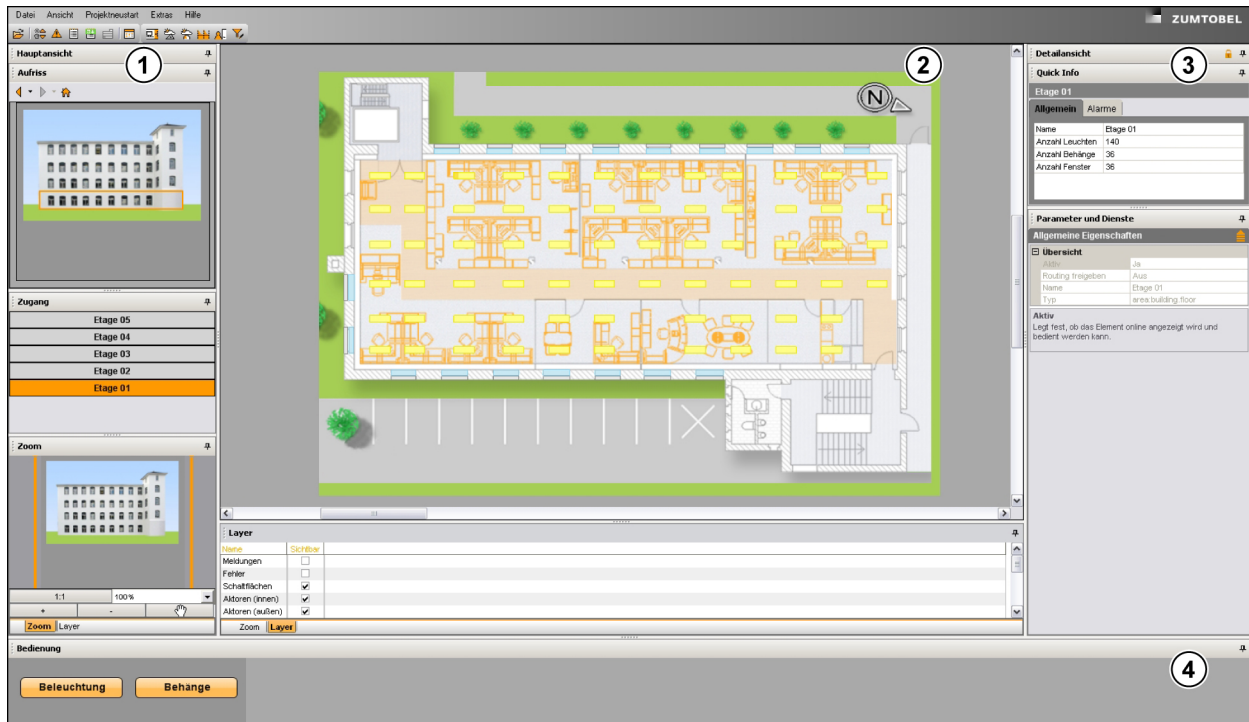 Datei Ansicht Projektneustart Extras Hilfe
ZUMTOBEL
Hauptansicht
1
Aufriss
Zugang
Etage 05
Etage 04
Etage 03
Etage 02
Etage 01
Zoom
1:1 100%
+ -
Zoom Layer
2
N
Layer
Name Sichtbar
Meldungen
Fehler
Schaltflächen
Aktoren (innen)
Aktoren (außen)
Zoom Layer
Detailansicht
3
Quick Info
Etage 01
Allgemein Alarme
Name Etage 01
Anzahl Leuchten 140
Anzahl Behänge 36
Anzahl Fenster 36
Parameter und Dienste
Allgemeine Eigenschaften
Übersicht
Aktiv Ja
Routing freigeben Aus
Name Etage 01
Typ area.building.floor
Aktiv
Legt fest, ob das Element online angezeigt wird und
bedient werden kann.
Bedienung
4
Beleuchtung Behänge